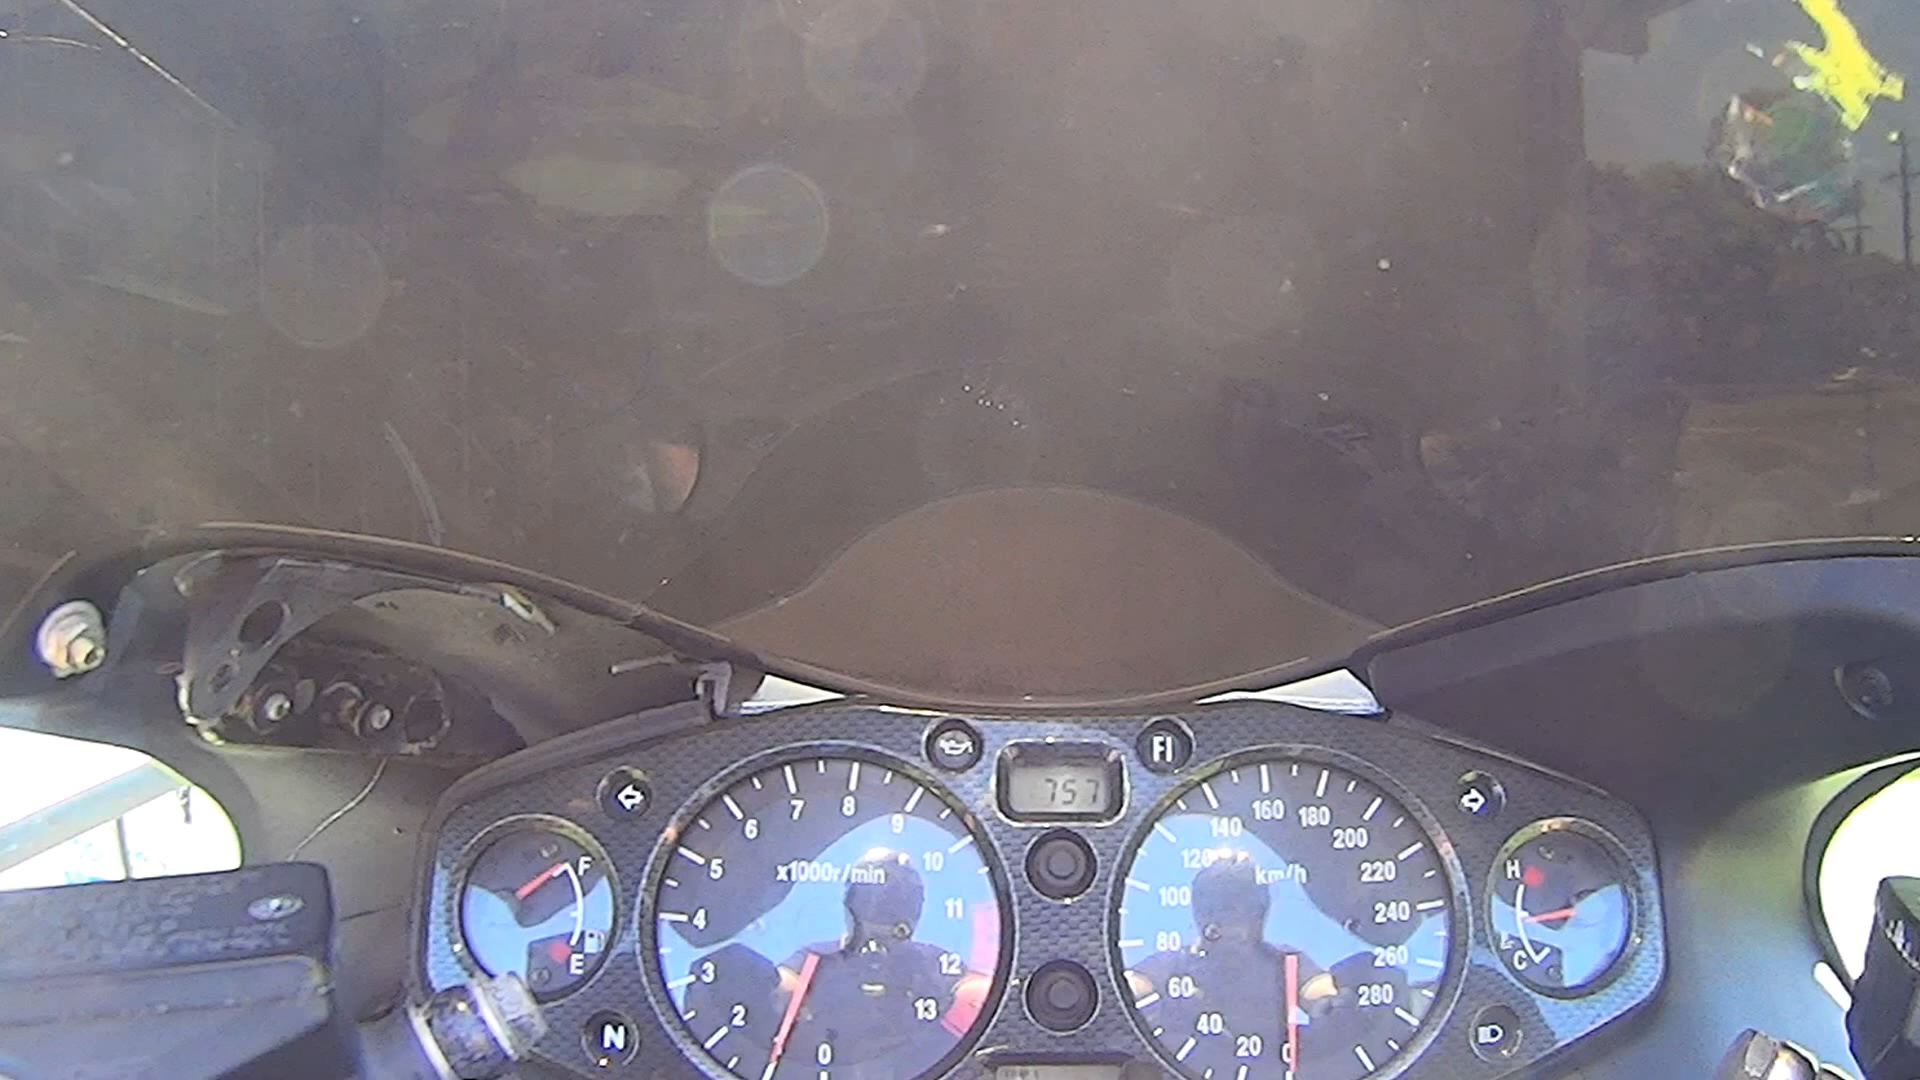 FI
757
6 7 8 9
5 x1000r/min 10
4 11
3 12
2 13
0
140 160 180
120 km/h 200
100 220
80 240
60 260
40 280
20 0
F
E
H
C
N